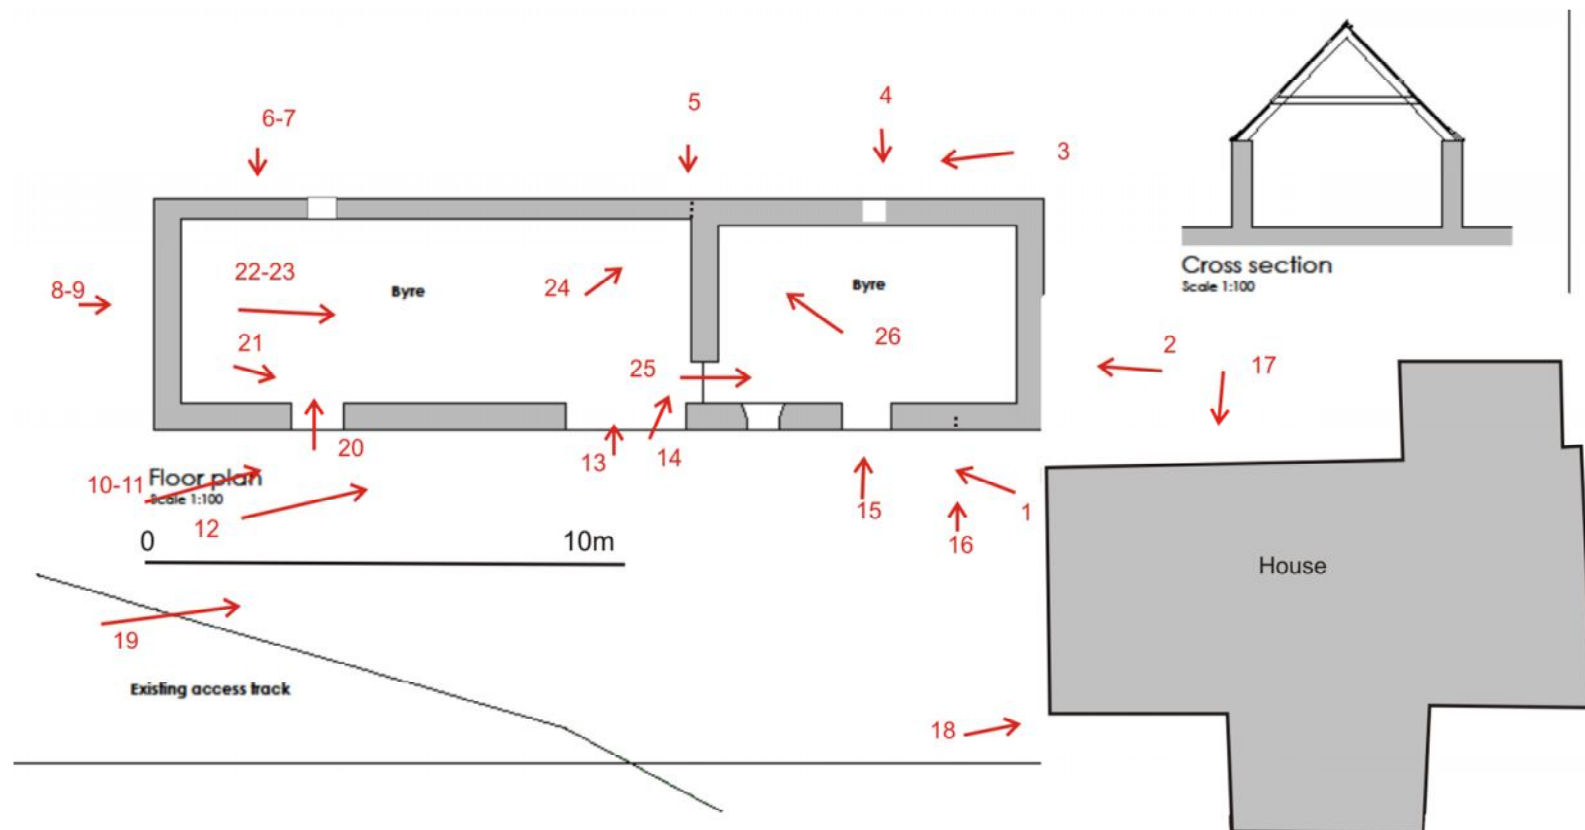 6-7
5
4
3
Cross section
Scale 1:100
22-23
Byre
24
Byre
8-9
26
21
25
2
17
20
13
14
Floor plan
10-11
Scale 1:100
12
15
1
16
0
10m
House
19
Existing access track
18